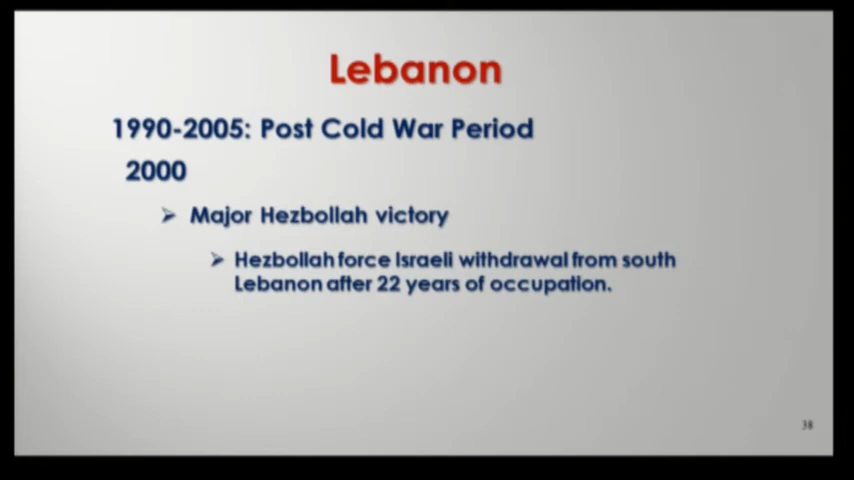 Lebanon
1990-2005: Post Cold War Period
2000
Major Hezbollah victory
Hezbollah force Israeli withdrawal from south
Lebanon after 22 years of occupation.
38